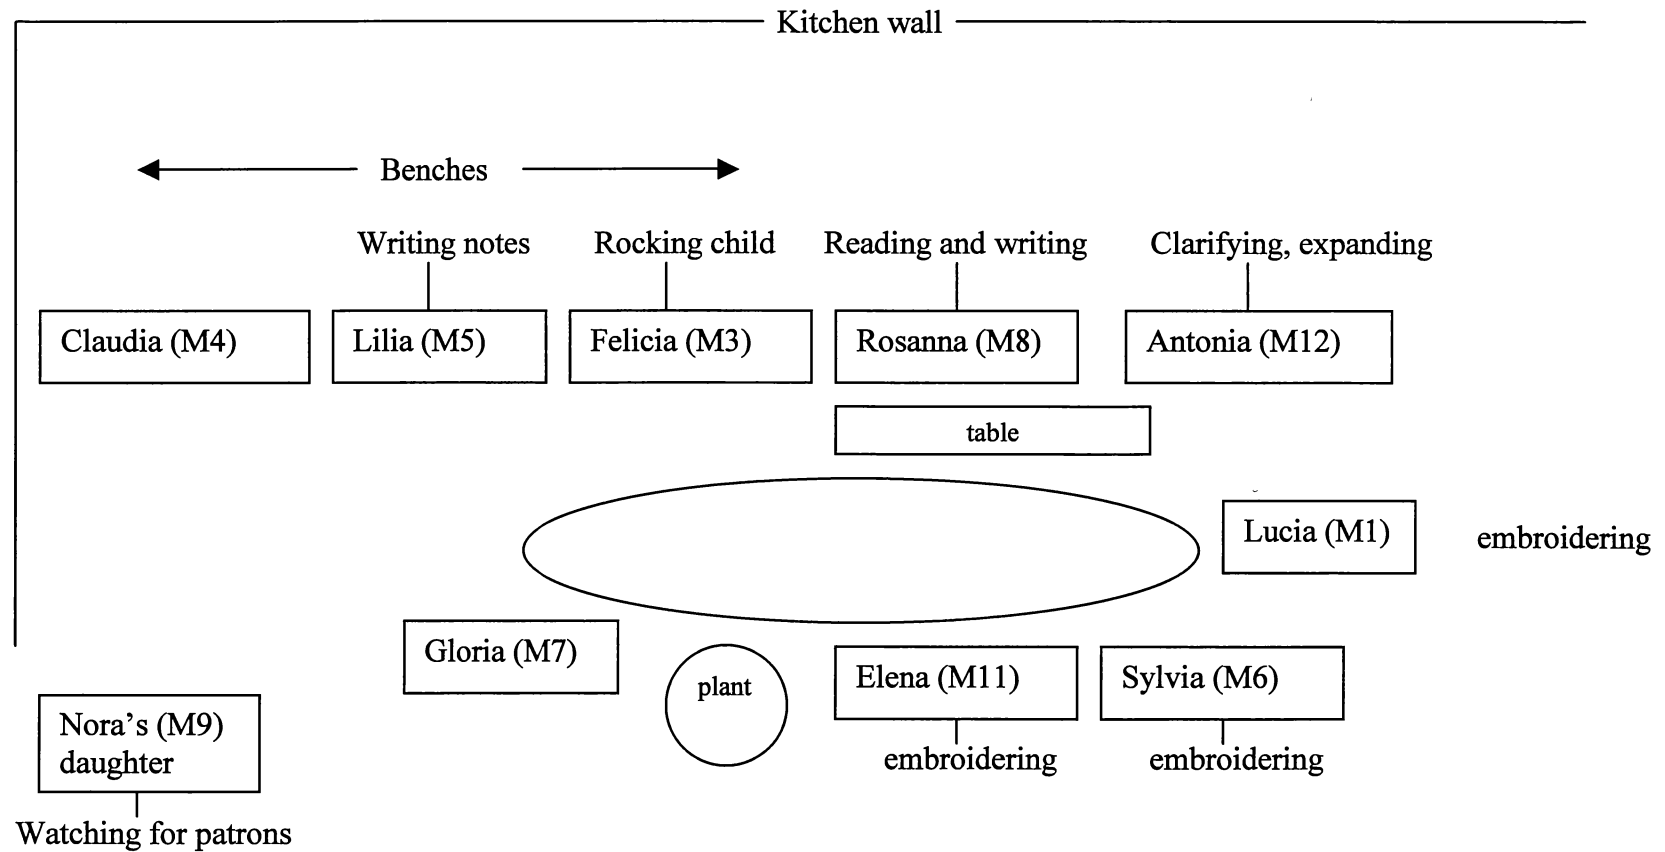 Kitchen wall
Benches
Writing notes
Rocking child
Reading and writing
Clarifying, expanding
Claudia (M4)
Lilia (M5)
Felicia (M3)
Rosanna (M8)
Antonia (M12)
table
Lucia (M1)
embroidering
Gloria (M7)
plant
Elena (M11)
Sylvia (M6)
embroidering
embroidering
Nora's (M9)
daughter
Watching for patrons